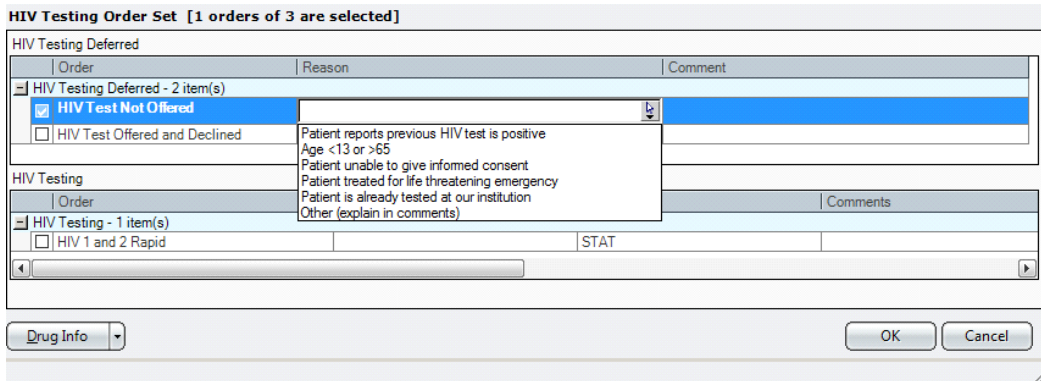 HIV Testing Order Set [1 orders of 3 are selected]
HIV Testing Deferred
Order Reason Comment
HIV Testing Deferred - 2 item(s)
HIV Test Not Offered
HIV Test Offered and Declined
Patient reports previous HIV test is positive
Age <13 or >65
Patient unable to give informed consent
Patient treated for life threatening emergency
Patient is already tested at our institution
Other (explain in comments)
HIV Testing
Order Comments
HIV Testing - 1 item(s)
HIV 1 and 2 Rapid STAT
Drug Info OK Cancel